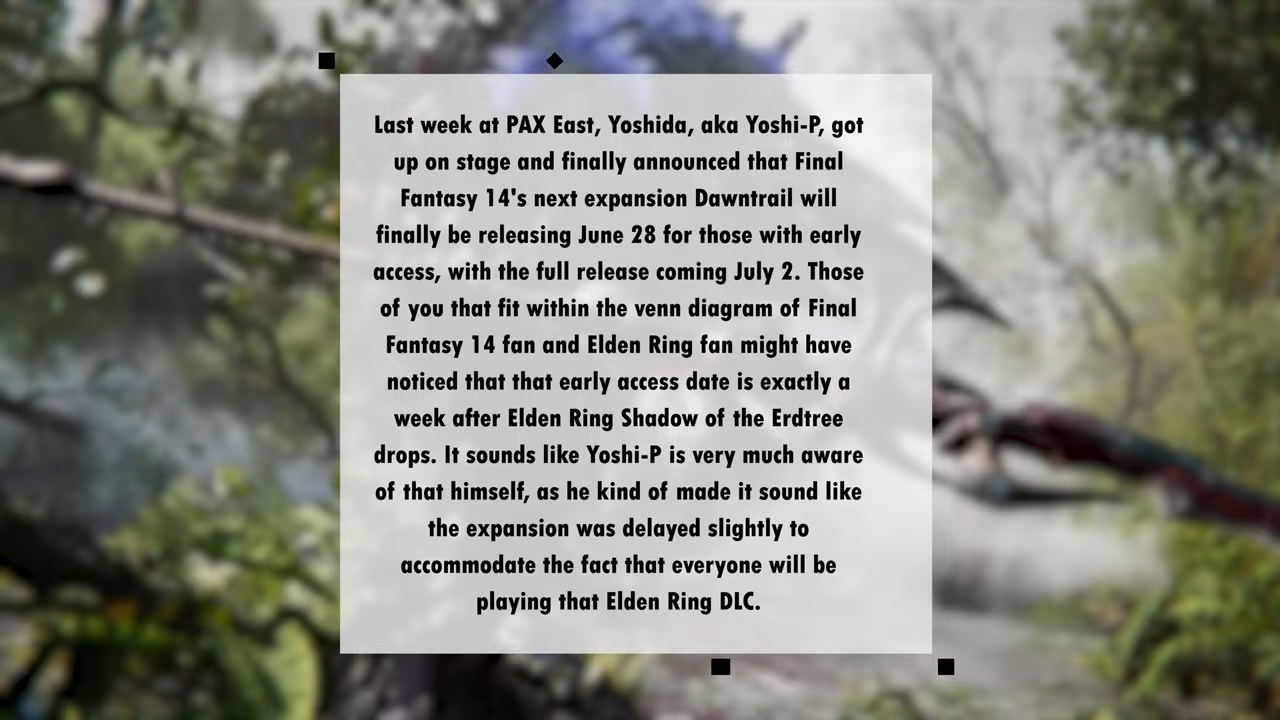 Last week at PAX East, Yoshida, aka Yoshi-P, got
up on stage and finally announced that Final
Fantasy 14's next expansion Dawntrail will
finally be releasing June 28 for those with early
access, with the full release coming July 2. Those
of you that fit within the venn diagram of Final
Fantasy 14 fan and Elden Ring fan might have
noticed that that early access date is exactly a
week after Elden Ring Shadow of the Erdtree
drops. It sounds like Yoshi-P is very much aware
of that himself, as he kind of made it sound like
the expansion was delayed slightly to
accommodate the fact that everyone will be
playing that Elden Ring DLC.